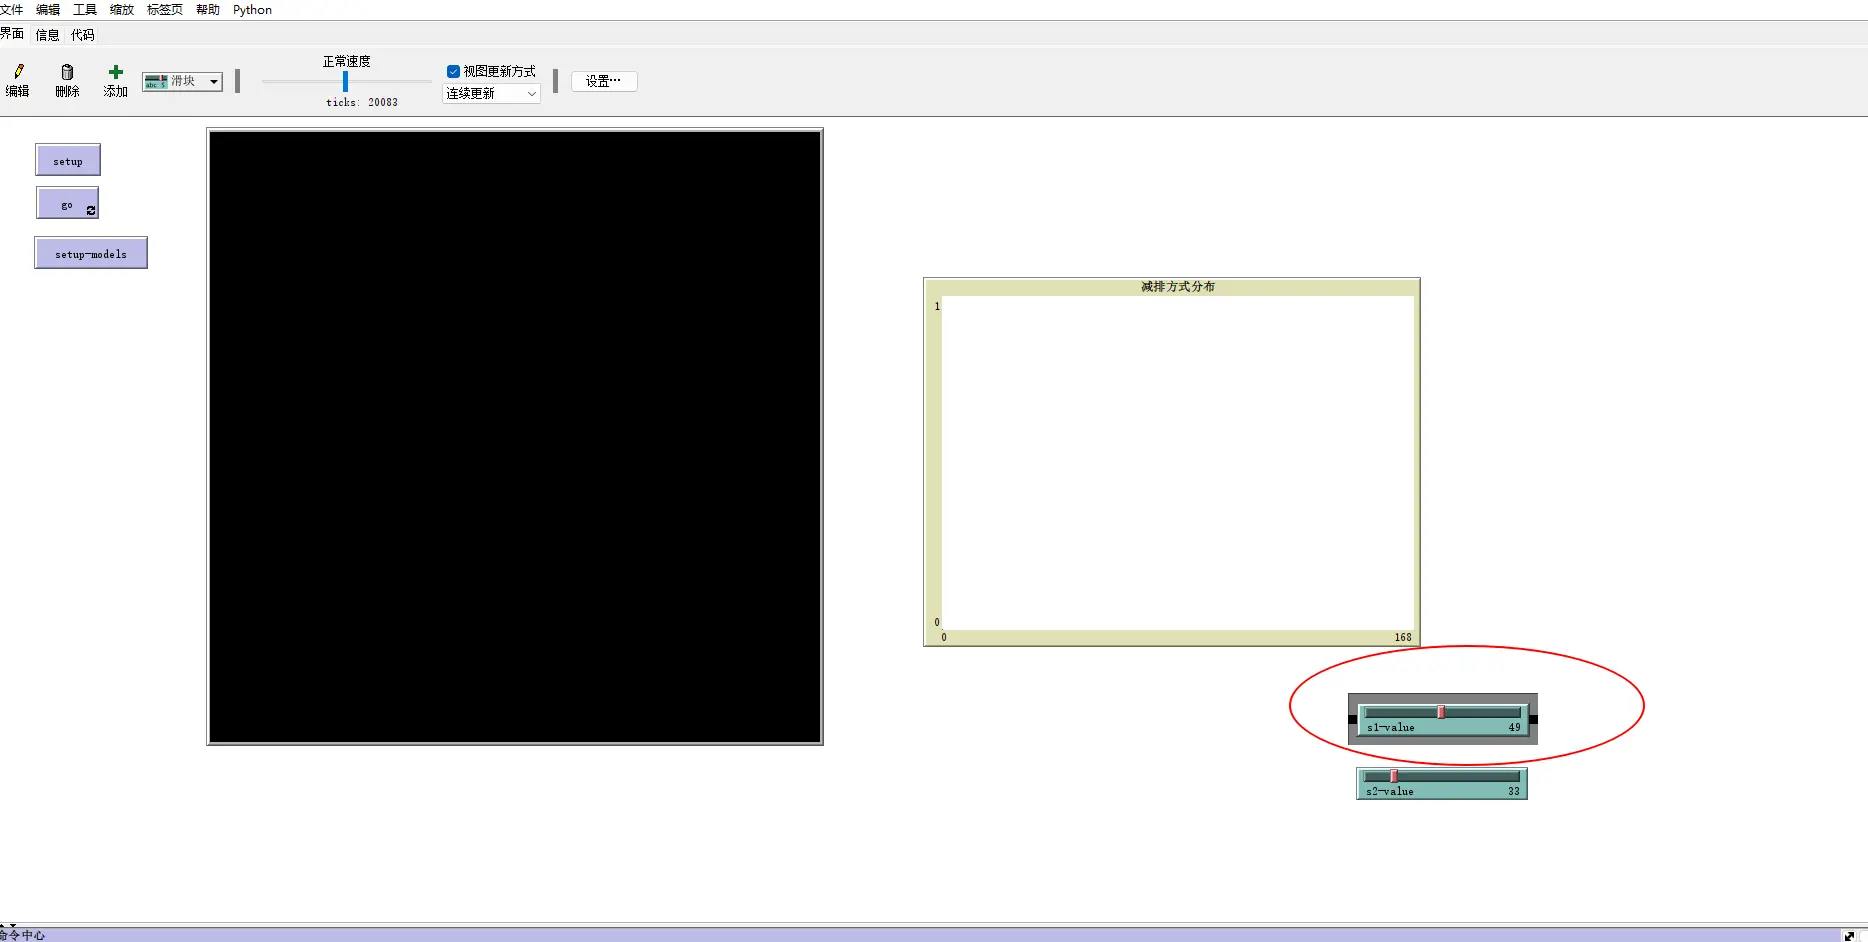 文件 编辑 工具 缩放 标签页 帮助 Python
界面 信息 代码
编辑 删除 添加
abc 5 滑块
正常速度
ticks: 20083
视图更新方式
连续更新
设置…
setup
go
setup-models
减排方式分布
1
0
0 168
s1-value 49
s2-value 33
命令中心